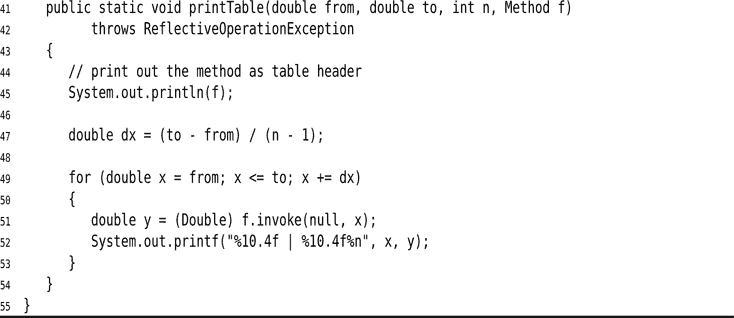 41    public static void printTable(double from, double to, int n, Method f)
42          throws ReflectiveOperationException
43    {
44       // print out the method as table header
45       System.out.println(f);
46
47       double dx = (to - from) / (n - 1);
48
49       for (double x = from; x <= to; x += dx)
50       {
51          double y = (Double) f.invoke(null, x);
52          System.out.printf("%10.4f | %10.4f%n", x, y);
53       }
54    }
55 }